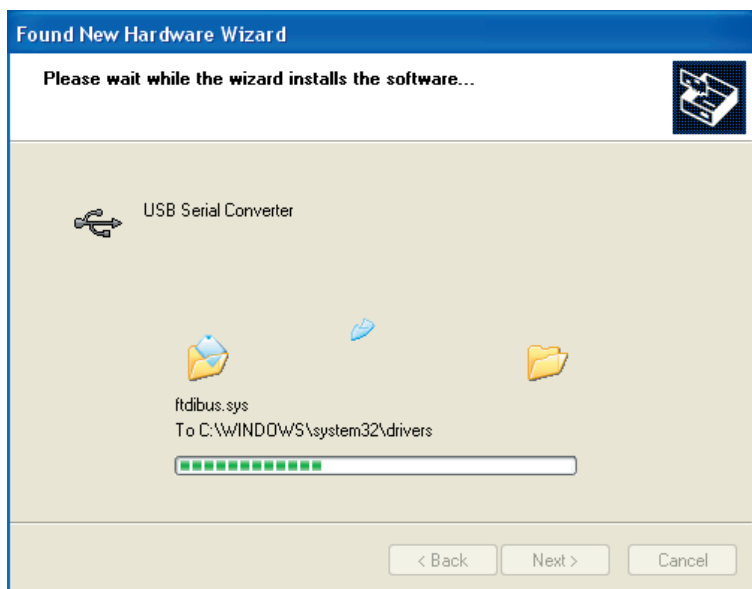 Found New Hardware Wizard
Please wait while the wizard installs the software...
USB Serial Converter
ftdibus.sys
To C:\WINDOWS\system32\drivers
< Back Next > Cancel